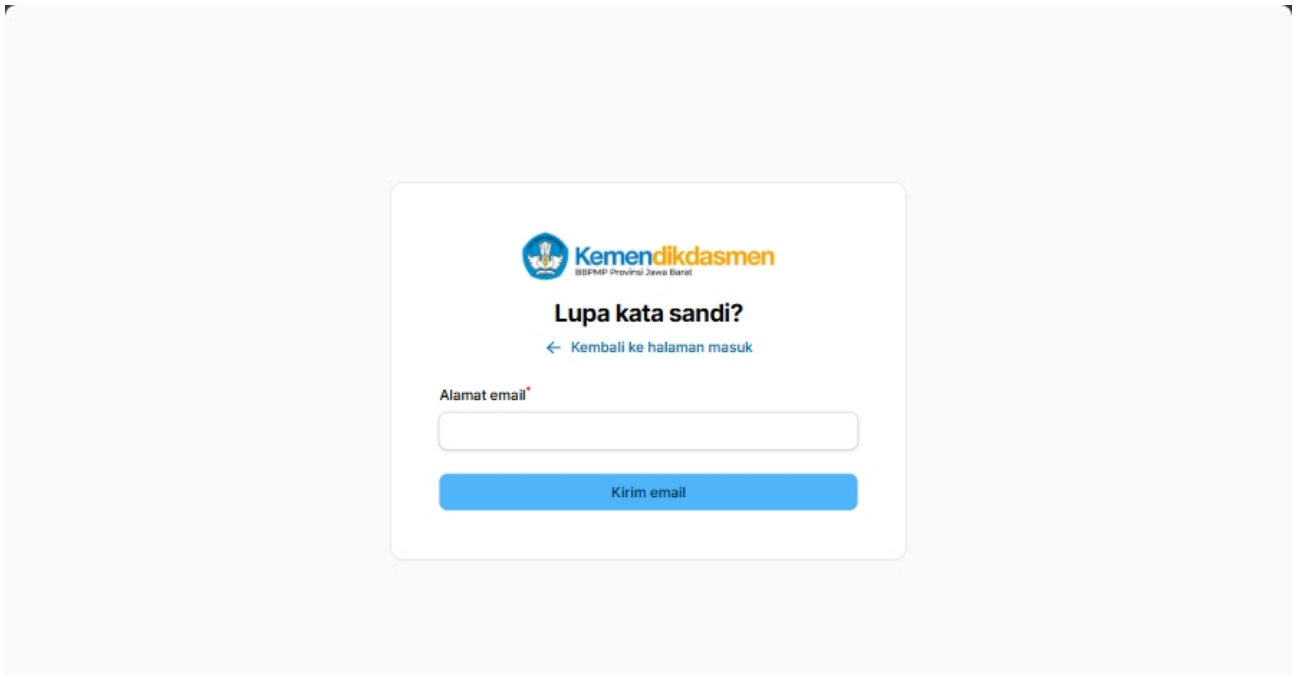 Kemendikdasmen
BBPMP Provinsi Jawa Barat
Lupa kata sandi?
← Kembali ke halaman masuk
Alamat email*
Kirim email